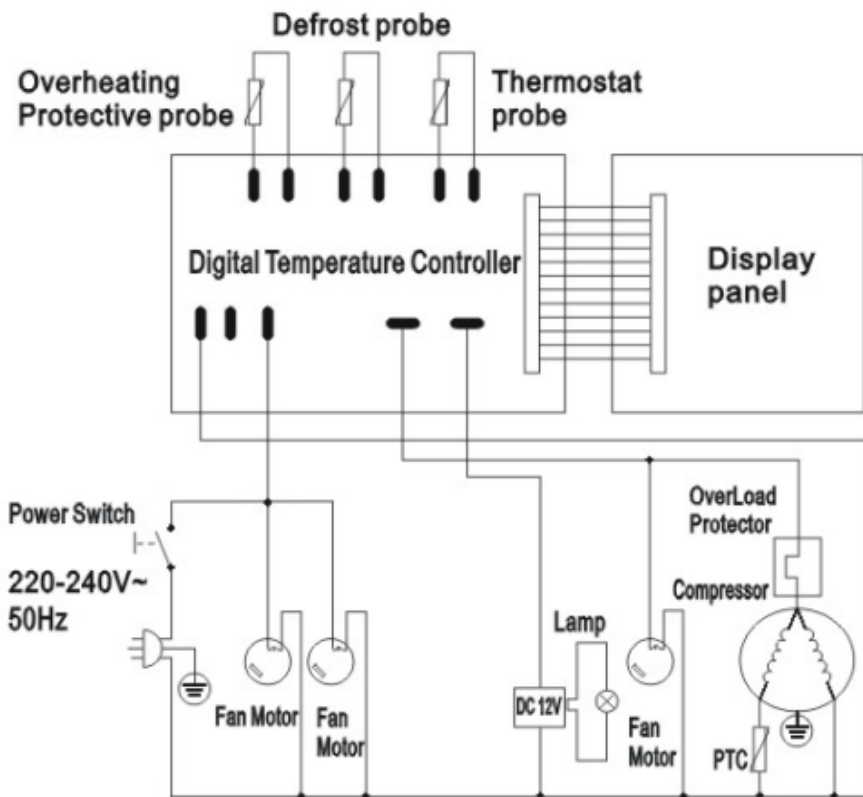 Defrost probe
Overheating
Protective probe
Thermostat
probe
Digital Temperature Controller
Display
panel
Power Switch
220-240V~
50Hz
OverLoad
Protector
Compressor
Lamp
Fan Motor
Fan
Motor
DC 12V
Fan
Motor
PTC